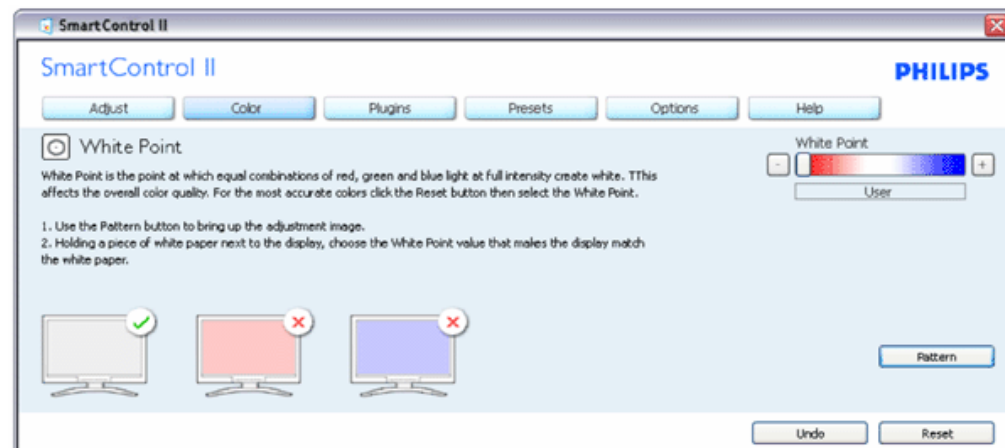 SmartControl II
SmartControl II
PHILIPS
Adjust
Color
Plugins
Presets
Options
Help
White Point
White Point is the point at which equal combinations of red, green and blue light at full intensity create white. TThis
affects the overall color quality. For the most accurate colors click the Reset button then select the White Point.
1. Use the Pattern button to bring up the adjustment image.
2. Holding a piece of white paper next to the display, choose the White Point value that makes the display match
the white paper.
White Point
- +
User
Pattern
Undo
Reset